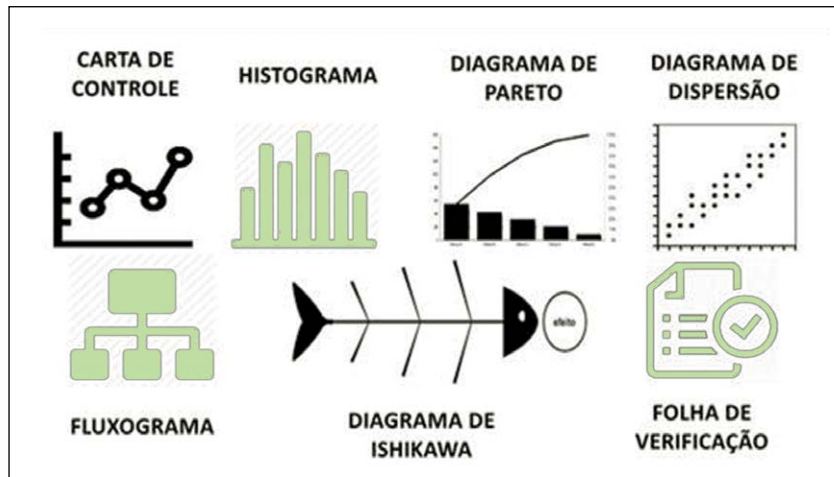 CARTA DE
CONTROLE
HISTOGRAMA
DIAGRAMA DE
PARETO
DIAGRAMA DE
DISPERSÃO
efeito
FLUXOGRAMA
DIAGRAMA DE
ISHIKAWA
FOLHA DE
VERIFICAÇÃO